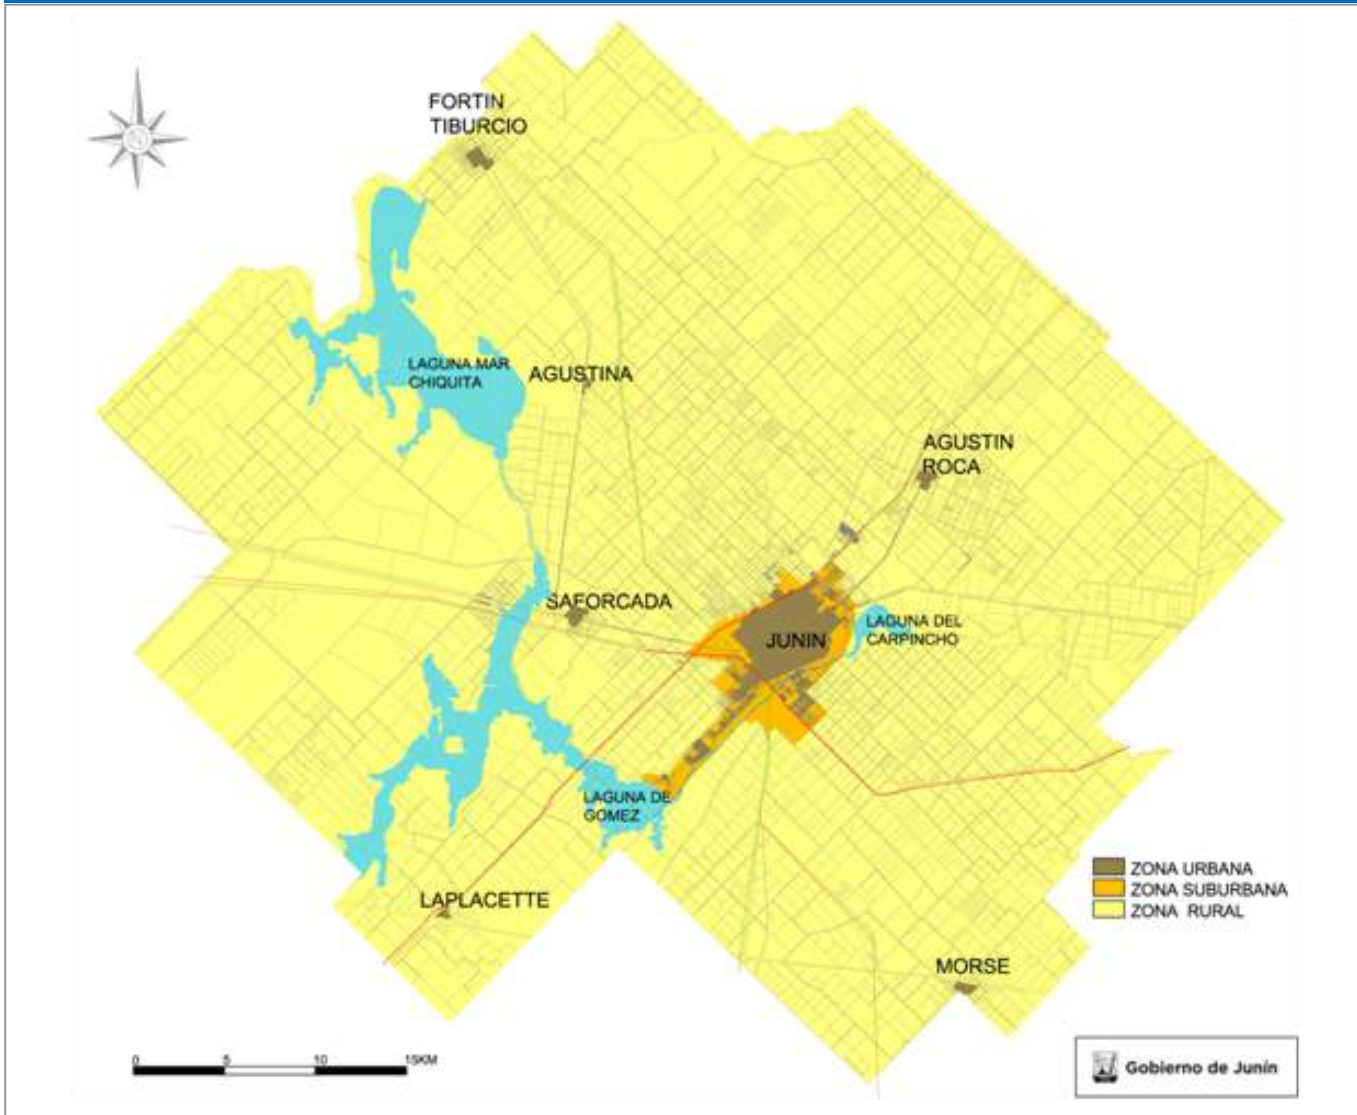 FORTIN
TIBURCIO
LAGUNA MAR
CHIQUITA
AGUSTINA
AGUSTIN
ROCA
SAFORCADA
JUNIN
LAGUNA DEL
CARPINCHO
LAGUNA DE
GOMEZ
LAPLACETTE
ZONA URBANA
ZONA SUBURBANA
ZONA RURAL
MORSE
0 5 10 15KM
Gobierno de Junín